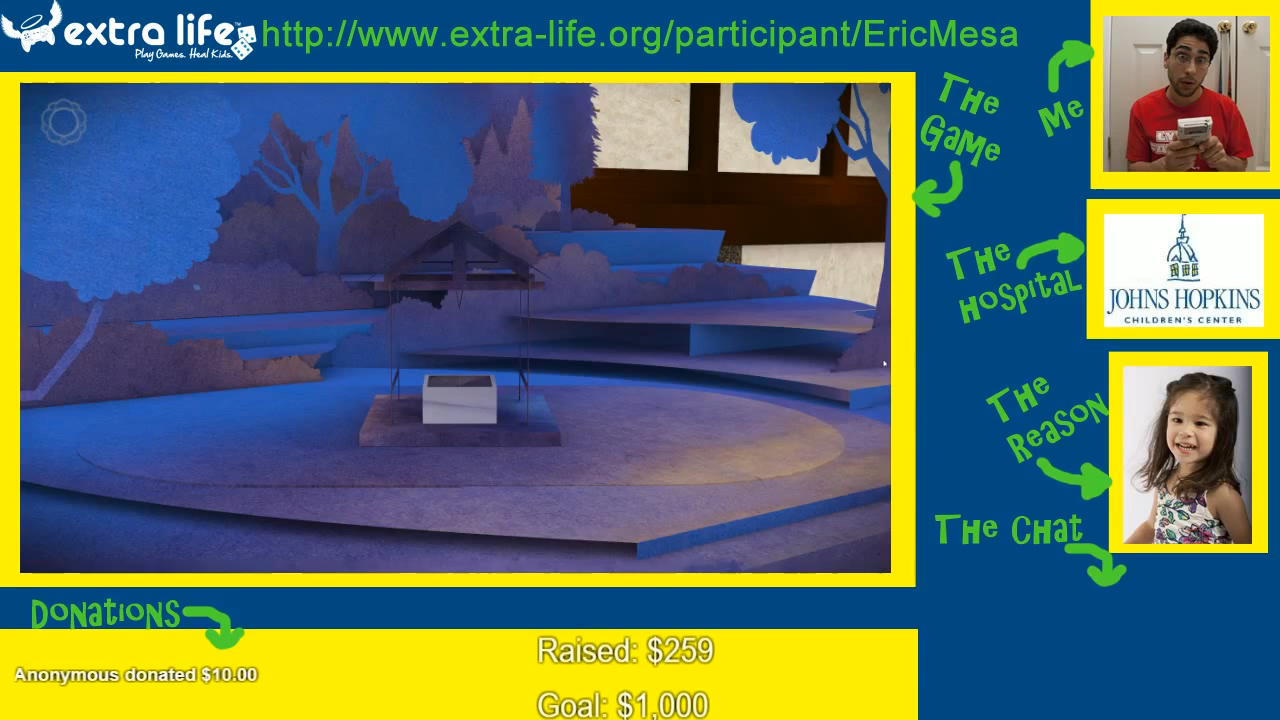 extra life
Play Games. Heal Kids.
http://www.extra-life.org/participant/EricMesa
The
Game
Me
The
Hospital
JOHNS HOPKINS
CHILDREN'S CENTER
The
Reason
The Chat
Donations
Anonymous donated $10.00
Raised: $259
Goal: $1,000